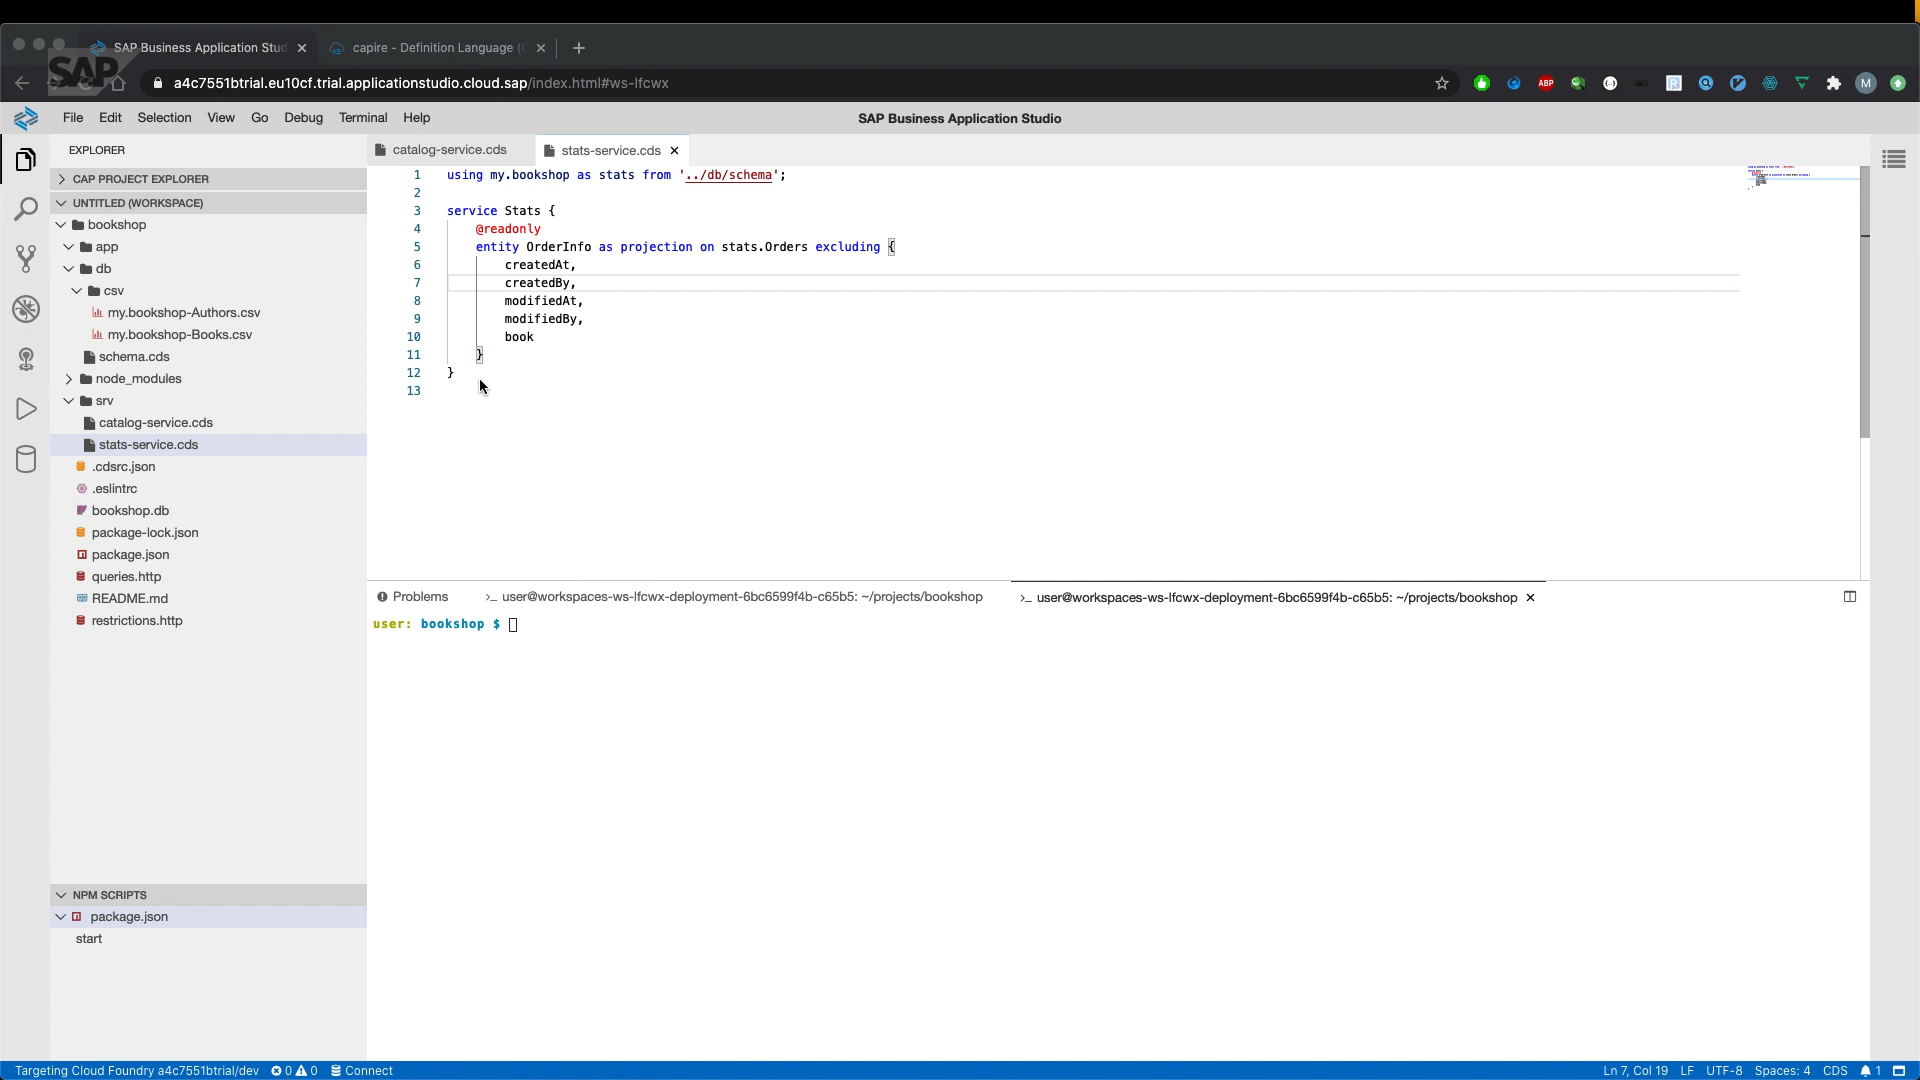 SAP Business Application Stud
capire - Definition Language (
SAP
a4c7551btrial.eu10cf.trial.applicationstudio.cloud.sap/index.html#ws-lfcwx
ABP
M
File Edit Selection View Go Debug Terminal Help
SAP Business Application Studio
EXPLORER
CAP PROJECT EXPLORER
UNTITLED (WORKSPACE)
bookshop
app
db
csv
my.bookshop-Authors.csv
my.bookshop-Books.csv
schema.cds
node_modules
srv
catalog-service.cds
stats-service.cds
.cdsrc.json
.eslintrc
bookshop.db
package-lock.json
package.json
queries.http
README.md
restrictions.http
NPM SCRIPTS
package.json
start
catalog-service.cds
stats-service.cds
1 using my.bookshop as stats from '../db/schema';
2
3 service Stats {
4 @readonly
5 entity OrderInfo as projection on stats.Orders excluding {
6 createdAt,
7 createdBy,
8 modifiedAt,
9 modifiedBy,
10 book
11 }
12 }
13
Problems
>_ user@workspaces-ws-lfcwx-deployment-6bc6599f4b-c65b5: ~/projects/bookshop
>_ user@workspaces-ws-lfcwx-deployment-6bc6599f4b-c65b5: ~/projects/bookshop
user: bookshop $
Targeting Cloud Foundry a4c7551btrial/dev 0 0 Connect
Ln 7, Col 19 LF UTF-8 Spaces: 4 CDS 1